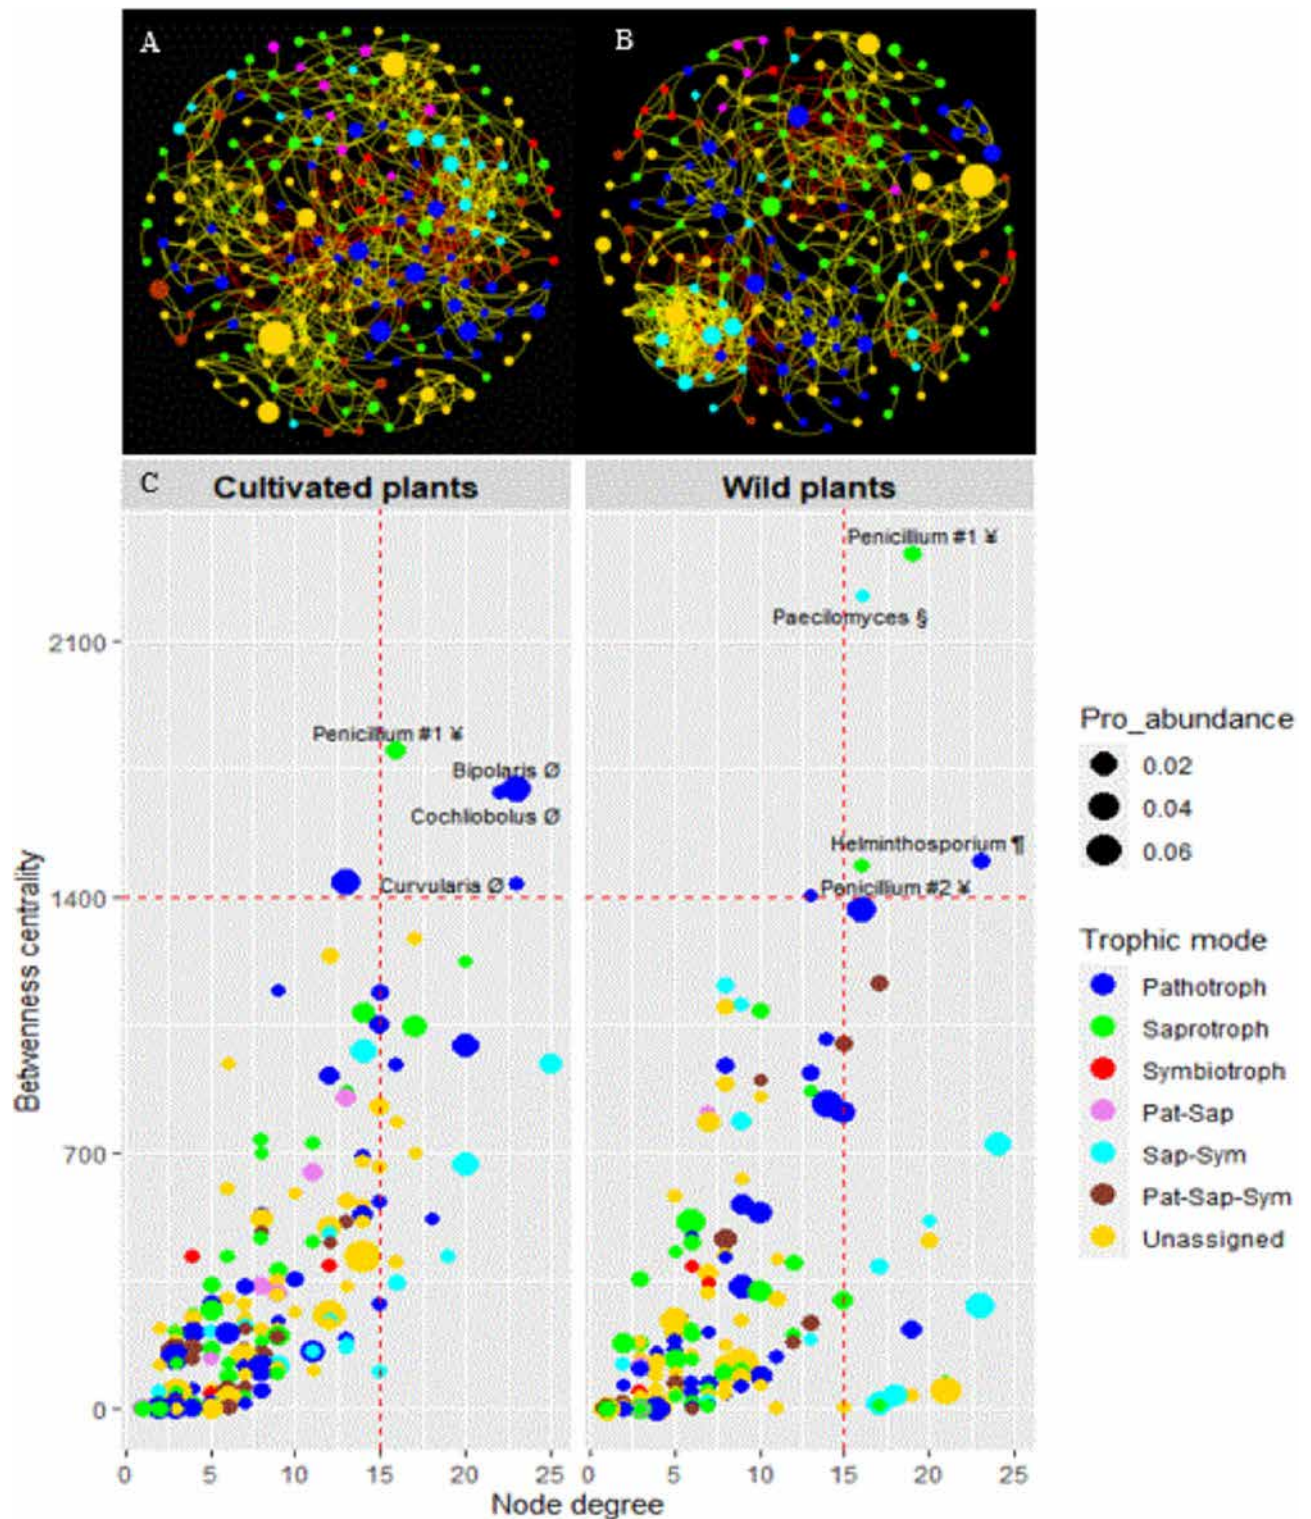 A
B
C
Cultivated plants
Wild plants
Penicillium #1 ¥
Paecilomyces §
Penicillium #1 ¥
Bipolaris Ø
Cochliobolus Ø
Curvularia Ø
Helminthosporium ¶
Penicillium #2 ¥
2100
1400
700
0
Betwenness centrality
0 5 10 15 20 25
0 5 10 15 20 25
Node degree
Pro_abundance
0.02
0.04
0.06
Trophic mode
Pathotroph
Saprotroph
Symbiotroph
Pat-Sap
Sap-Sym
Pat-Sap-Sym
Unassigned